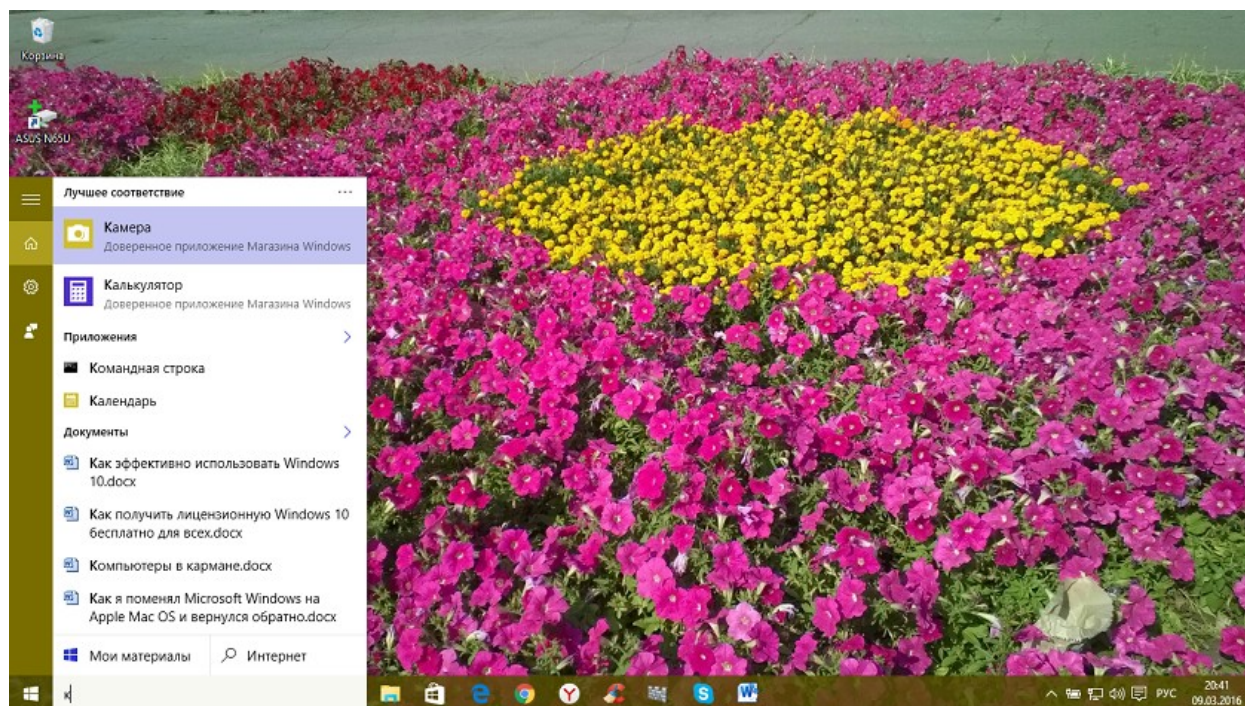 Корзина
ASUS N65U
Лучшее соответствие
Камера
Доверенное приложение Магазина Windows
Калькулятор
Доверенное приложение Магазина Windows
Приложения
Командная строка
Календарь
Документы
Как эффективно использовать Windows
10.docx
Как получить лицензионную Windows 10
бесплатно для всех.docx
Компьютеры в кармане.docx
Как я поменял Microsoft Windows на
Apple Mac OS и вернулся обратно.docx
Мои материалы
Интернет
к
РУС
20:41
09.03.2016